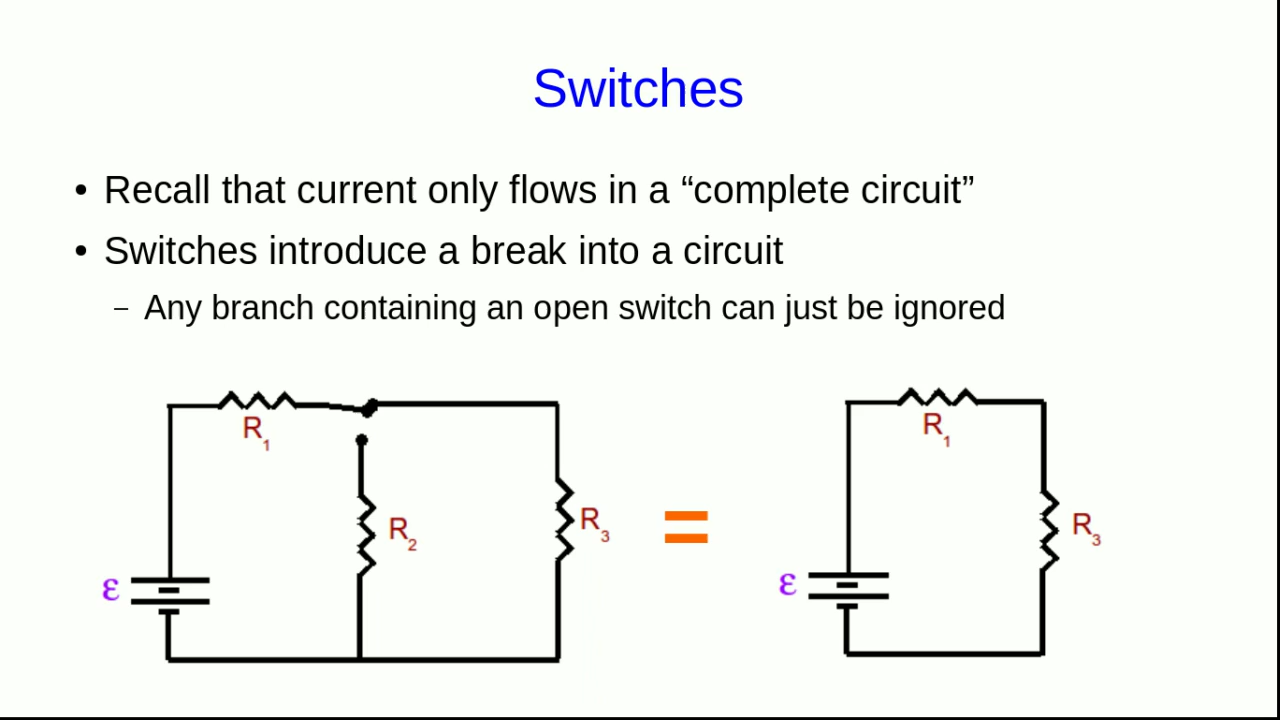 Switches
• Recall that current only flows in a “complete circuit”
• Switches introduce a break into a circuit
– Any branch containing an open switch can just be ignored
R1
R2
R3
ε
=
R1
R3
ε